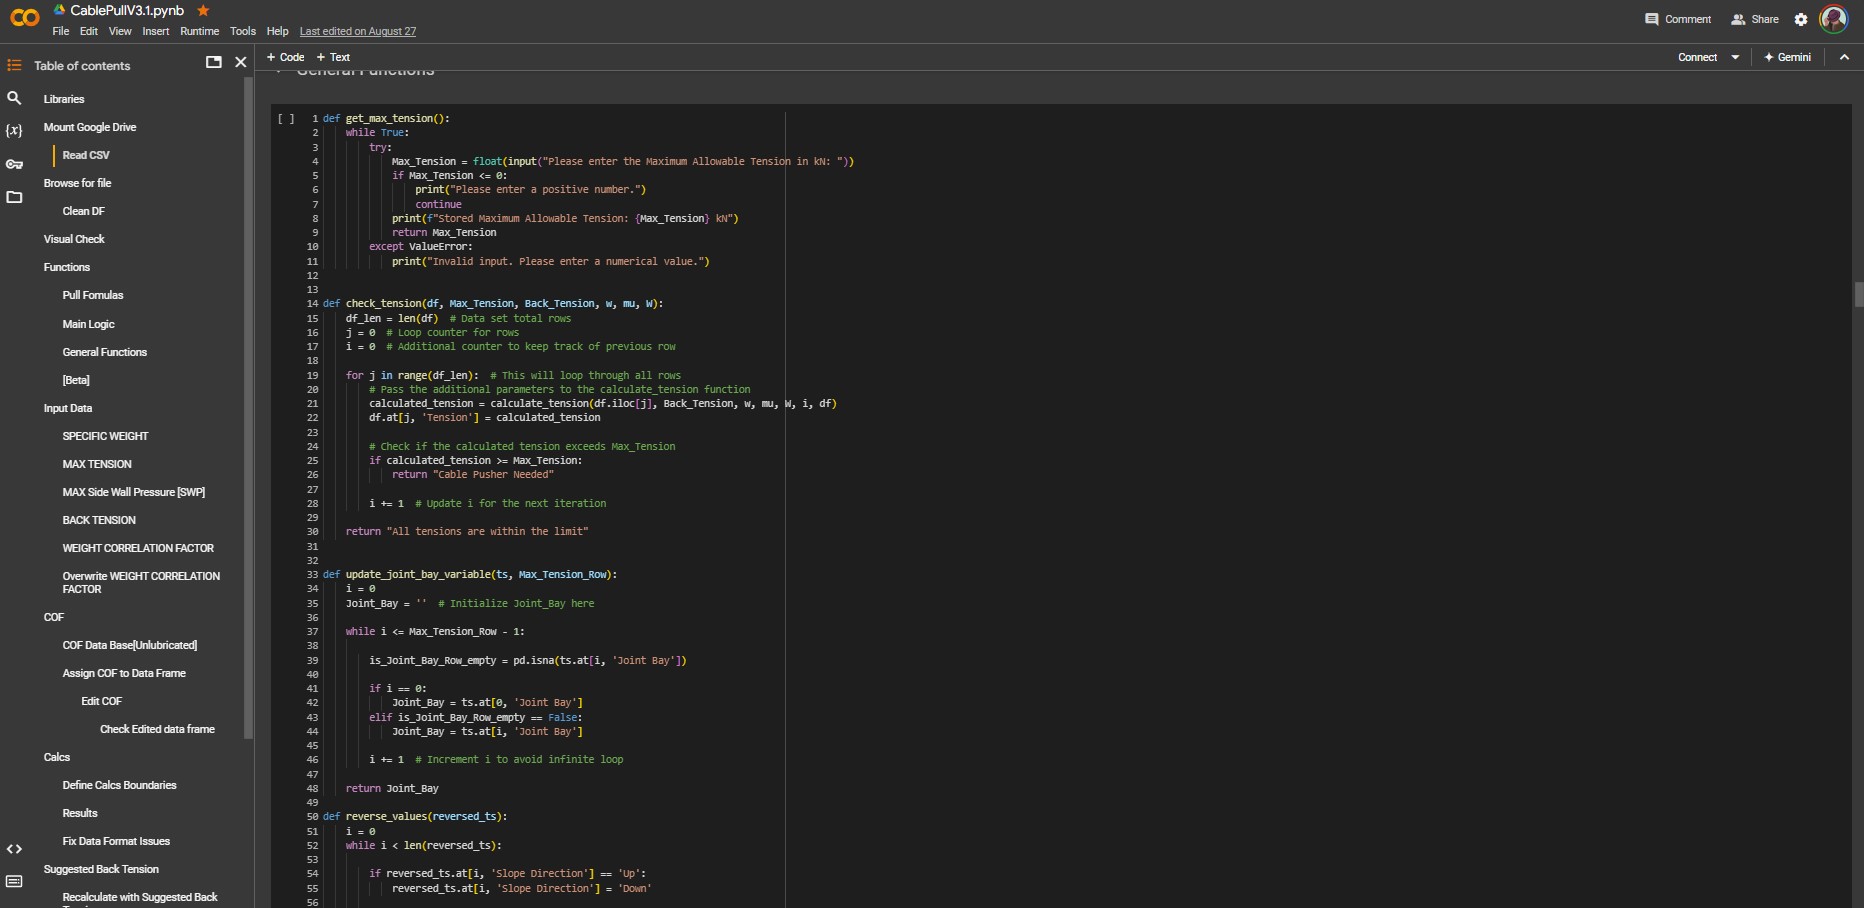 CablePullV3.1.pynb
File Edit View Insert Runtime Tools Help Last edited on August 27
Comment Share
+ Code + Text
Connect Gemini
Table of contents
Libraries
Mount Google Drive
Read CSV
Browse for file
Clean DF
Visual Check
Functions
Pull Fomulas
Main Logic
General Functions
[Beta]
Input Data
SPECIFIC WEIGHT
MAX TENSION
MAX Side Wall Pressure [SWP]
BACK TENSION
WEIGHT CORRELATION FACTOR
Overwrite WEIGHT CORRELATION
FACTOR
COF
COF Data Base[Unlubricated]
Assign COF to Data Frame
Edit COF
Check Edited data frame
Calcs
Define Calcs Boundaries
Results
Fix Data Format Issues
Suggested Back Tension
Recalculate with Suggested Back
General Functions
[ ]
1 def get_max_tension():
2 while True:
3 try:
4 Max_Tension = float(input("Please enter the Maximum Allowable Tension in kN: "))
5 if Max_Tension <= 0:
6 print("Please enter a positive number.")
7 continue
8 print(f"Stored Maximum Allowable Tension: {Max_Tension} kN")
9 return Max_Tension
10 except ValueError:
11 print("Invalid input. Please enter a numerical value.")
12
13
14 def check_tension(df, Max_Tension, Back_Tension, w, mu, W):
15 df_len = len(df) # Data set total rows
16 j = 0 # Loop counter for rows
17 i = 0 # Additional counter to keep track of previous row
18
19 for j in range(df_len): # This will loop through all rows
20 # Pass the additional parameters to the calculate_tension function
21 calculated_tension = calculate_tension(df.iloc[j], Back_Tension, w, mu, W, i, df)
22 df.at[j, 'Tension'] = calculated_tension
23
24 # Check if the calculated tension exceeds Max_Tension
25 if calculated_tension >= Max_Tension:
26 return "Cable Pusher Needed"
27
28 i += 1 # Update i for the next iteration
29
30 return "All tensions are within the limit"
31
32
33 def update_joint_bay_variable(ts, Max_Tension_Row):
34 i = 0
35 Joint_Bay = '' # Initialize Joint_Bay here
36
37 while i <= Max_Tension_Row - 1:
38
39 is_Joint_Bay_Row_empty = pd.isna(ts.at[i, 'Joint Bay'])
40
41 if i == 0:
42 Joint_Bay = ts.at[0, 'Joint Bay']
43 elif is_Joint_Bay_Row_empty == False:
44 Joint_Bay = ts.at[i, 'Joint Bay']
45
46 i += 1 # Increment i to avoid infinite loop
47
48 return Joint_Bay
49
50 def reverse_values(reversed_ts):
51 i = 0
52 while i < len(reversed_ts):
53
54 if reversed_ts.at[i, 'Slope Direction'] == 'Up':
55 reversed_ts.at[i, 'Slope Direction'] = 'Down'
56